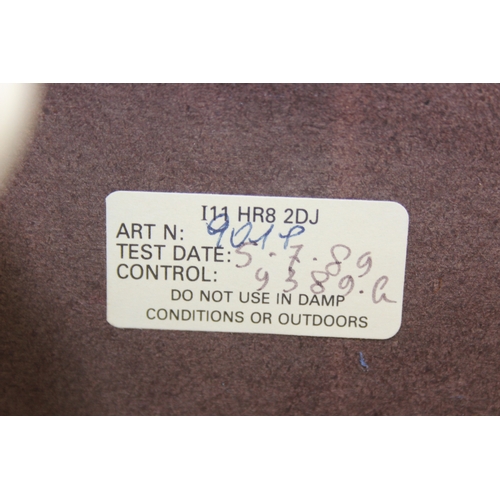 I11 HR8 2DJ
ART N: 901P
TEST DATE: 5.7.89
CONTROL: 9389.a
DO NOT USE IN DAMP
CONDITIONS OR OUTDOORS